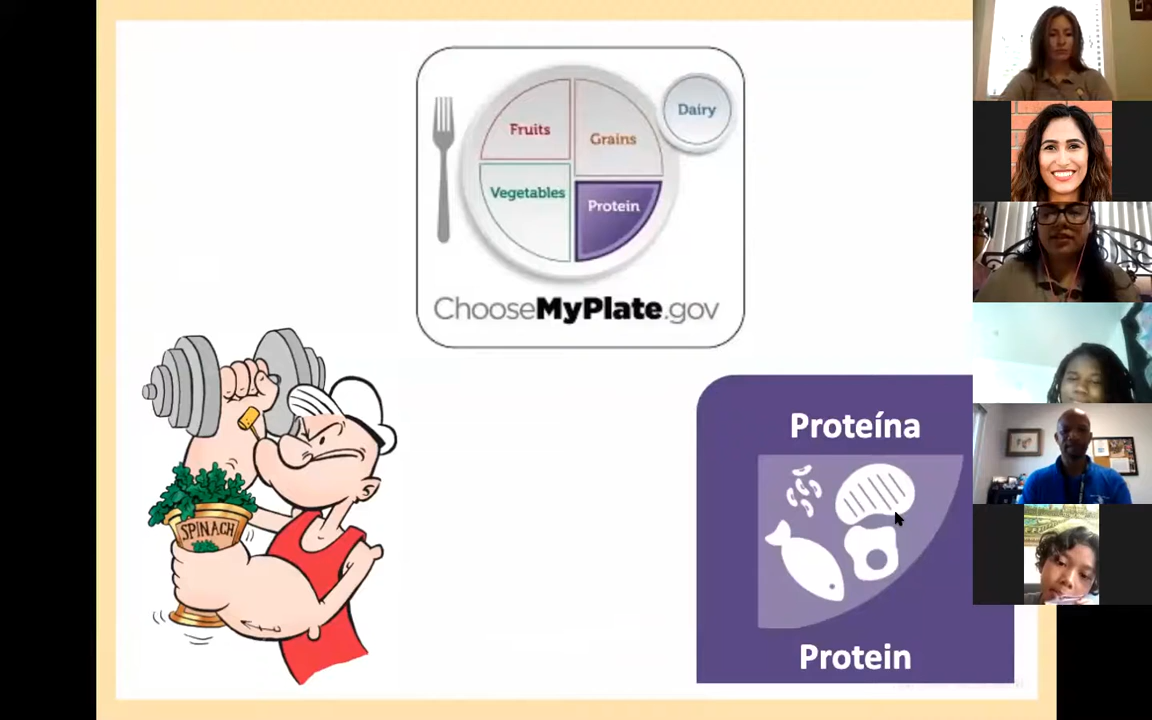 Fruits
Grains
Dairy
Vegetables
Protein
ChooseMyPlate.gov
SPINACH
Proteína
Protein